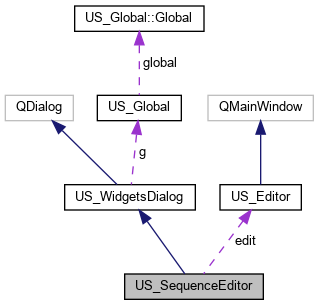 US_Global::Global
global
QDialog
US_Global
QMainWindow
g
US_WidgetsDialog
US_Editor
edit
US_SequenceEditor